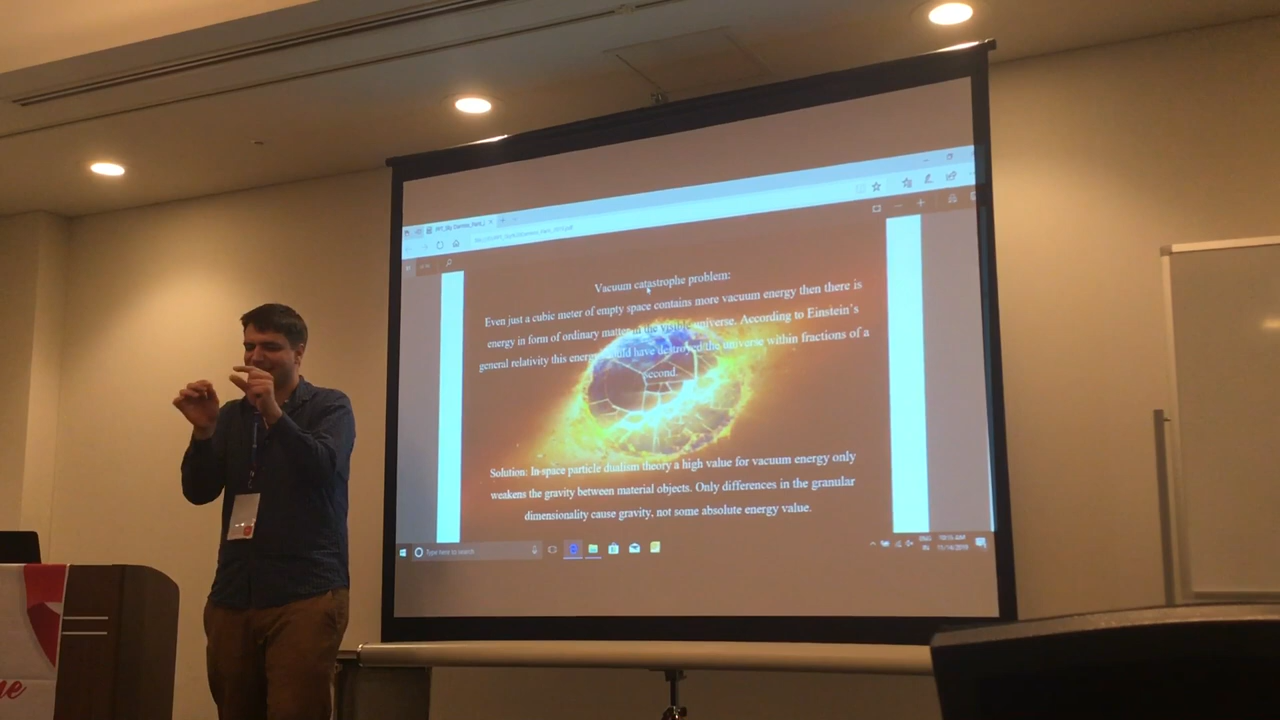 Vacuum catastrophe problem:
Even just a cubic meter of empty space contains more vacuum energy then there is
energy in form of ordinary matter in the visible universe. According to Einstein's
general relativity this energy would have destroyed the universe within fractions of a
second.
Solution: In space particle dualism theory a high value for vacuum energy only
weakens the gravity between material objects. Only differences in the granular
dimensionality cause gravity, not some absolute energy value.
Type here to search
ENG
10:15 AM